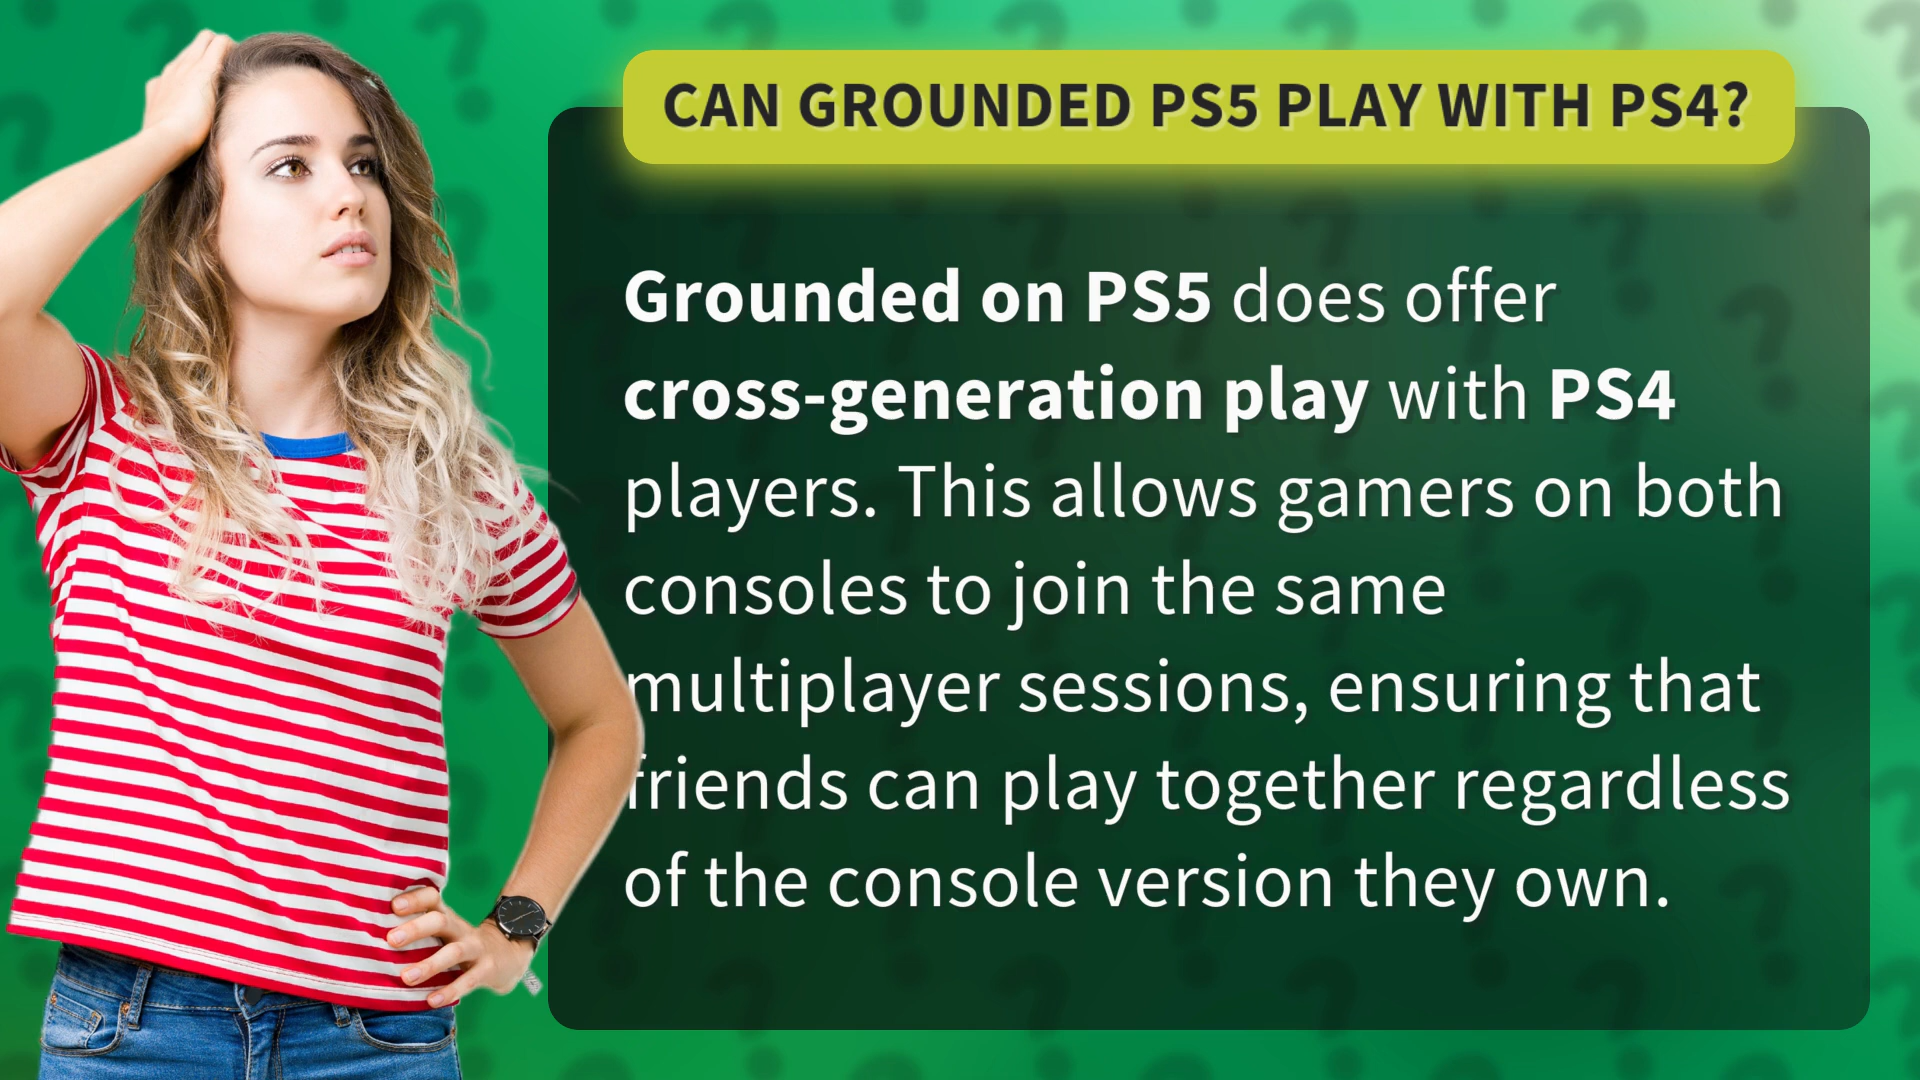 CAN GROUNDED PS5 PLAY WITH PS4?
Grounded on PS5 does offer
cross-generation play with PS4
players. This allows gamers on both
consoles to join the same
multiplayer sessions, ensuring that
friends can play together regardless
of the console version they own.